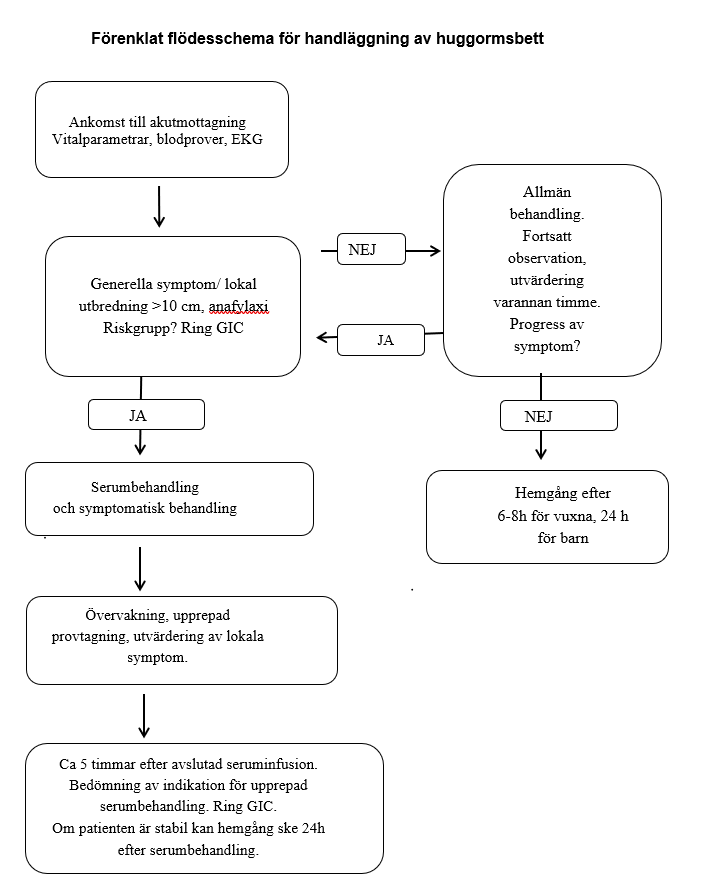 Förenklat flödesschema för handläggning av huggormsbett
Ankomst till akutmottagning
Vitalparametrar, blodprover, EKG
Generella symptom/ lokal
utbredning >10 cm, anafylaxi
Riskgrupp? Ring GIC
NEJ
Allmän
behandling.
Fortsatt
observation,
utvärdering
varannan timme.
Progress av
symptom?
JA
JA
NEJ
Serumbehandling
och symptomatisk behandling
Hemgång efter
6-8h för vuxna, 24 h
för barn
Övervakning, upprepad
provtagning, utvärdering av lokala
symptom.
Ca 5 timmar efter avslutad seruminfusion.
Bedömning av indikation för upprepad
serumbehandling. Ring GIC.
Om patienten är stabil kan hemgång ske 24h
efter serumbehandling.